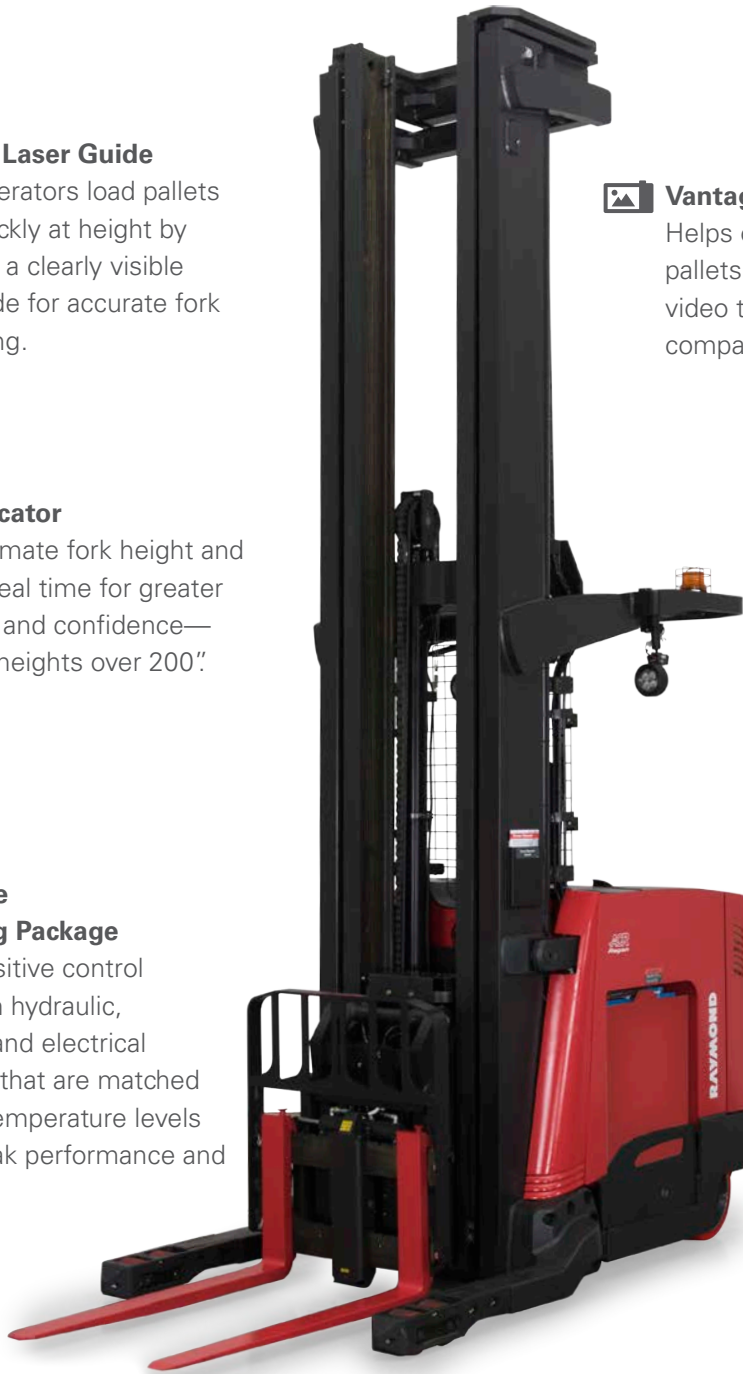 Laser Guide
erators load pallets
ckly at height by
a clearly visible
de for accurate fork
ng.
cator
mate fork height and
eal time for greater
and confidence—
heights over 200".
e
g Package
sitive control
n hydraulic,
and electrical
that are matched
emperature levels
ak performance and
Vantag
Helps o
pallets
video t
compa
ACR
RAYMOND